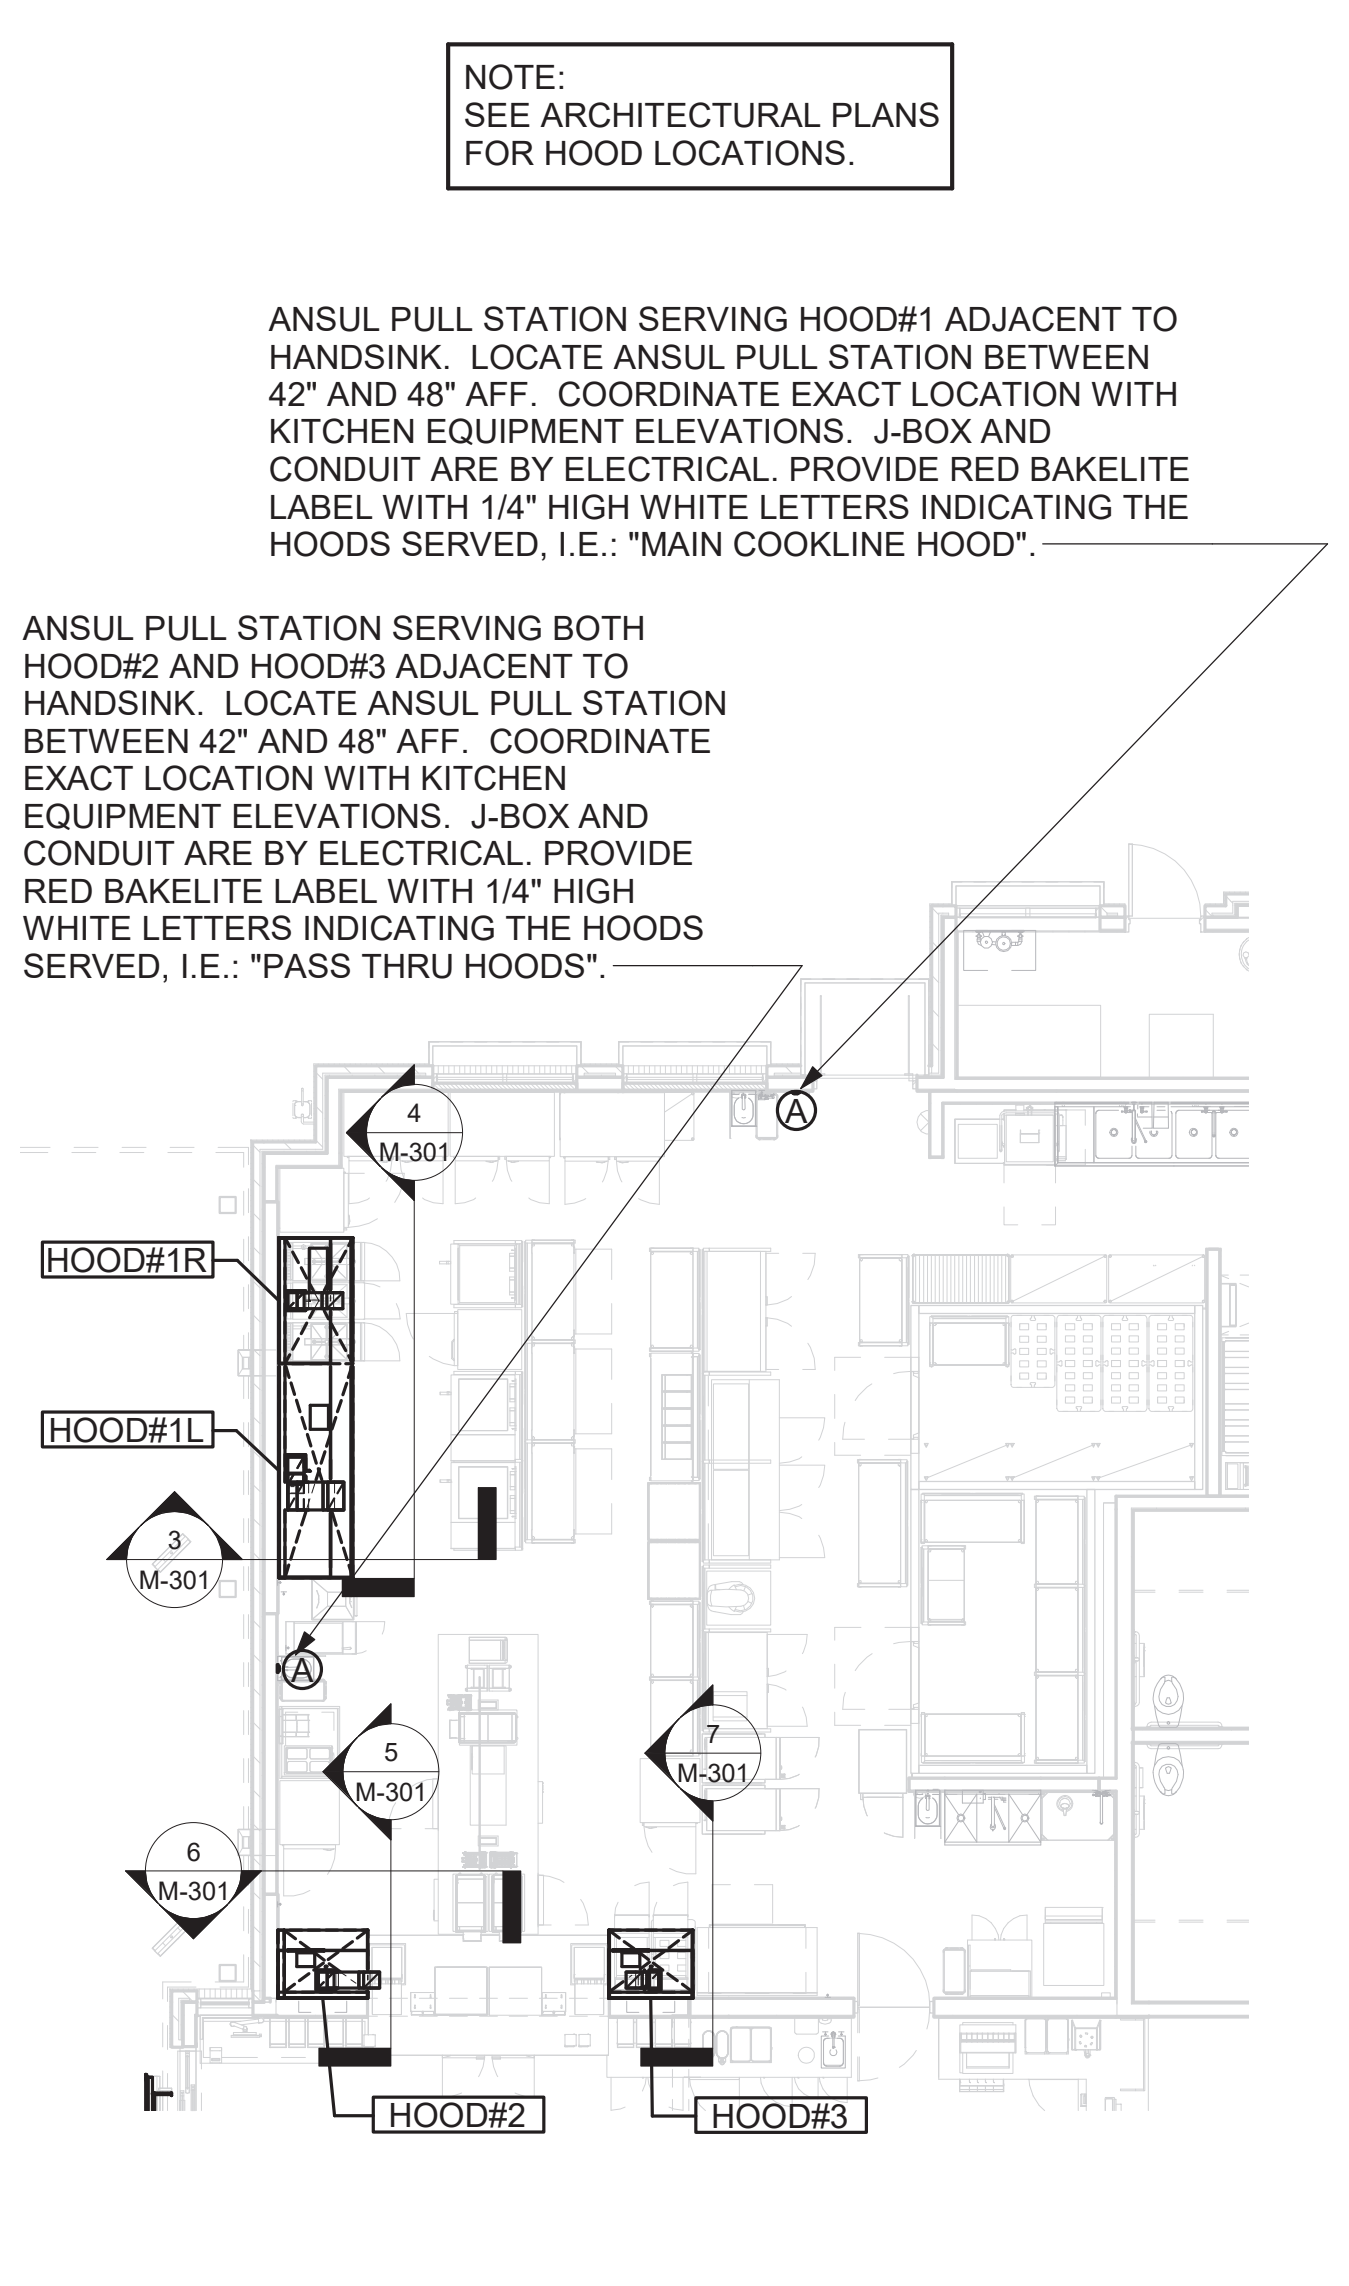 NOTE:
SEE ARCHITECTURAL PLANS
FOR HOOD LOCATIONS.
ANSUL PULL STATION SERVING HOOD#1 ADJACENT TO
HANDSINK.  LOCATE ANSUL PULL STATION BETWEEN
42" AND 48" AFF.  COORDINATE EXACT LOCATION WITH
KITCHEN EQUIPMENT ELEVATIONS.  J-BOX AND
CONDUIT ARE BY ELECTRICAL. PROVIDE RED BAKELITE
LABEL WITH 1/4" HIGH WHITE LETTERS INDICATING THE
HOODS SERVED, I.E.: "MAIN COOKLINE HOOD".
ANSUL PULL STATION SERVING BOTH
HOOD#2 AND HOOD#3 ADJACENT TO
HANDSINK.  LOCATE ANSUL PULL STATION
BETWEEN 42" AND 48" AFF.  COORDINATE
EXACT LOCATION WITH KITCHEN
EQUIPMENT ELEVATIONS.  J-BOX AND
CONDUIT ARE BY ELECTRICAL. PROVIDE
RED BAKELITE LABEL WITH 1/4" HIGH
WHITE LETTERS INDICATING THE HOODS
SERVED, I.E.: "PASS THRU HOODS".
A
4
M-301
HOOD#1R
HOOD#1L
3
M-301
A
5
M-301
7
M-301
6
M-301
HOOD#2
HOOD#3